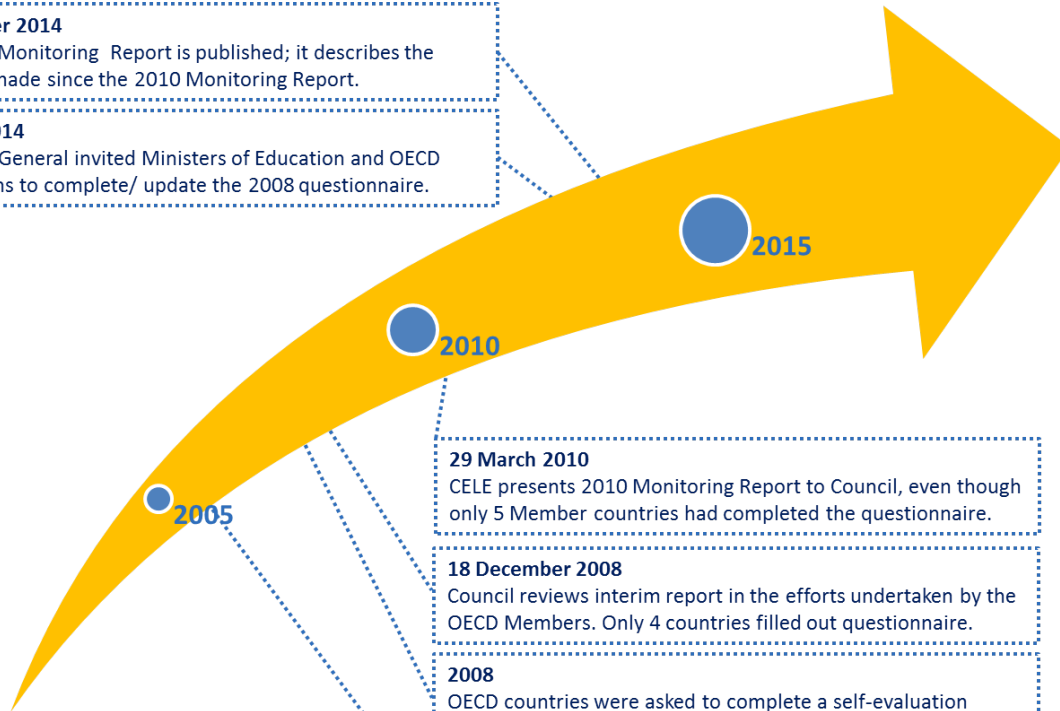 er 2014
Monitoring Report is published; it describes the
made since the 2010 Monitoring Report.
014
General invited Ministers of Education and OECD
ns to complete/ update the 2008 questionnaire.
2015
2010
2005
29 March 2010
CELE presents 2010 Monitoring Report to Council, even though
only 5 Member countries had completed the questionnaire.
18 December 2008
Council reviews interim report in the efforts undertaken by the
OECD Members. Only 4 countries filled out questionnaire.
2008
OECD countries were asked to complete a self-evaluation